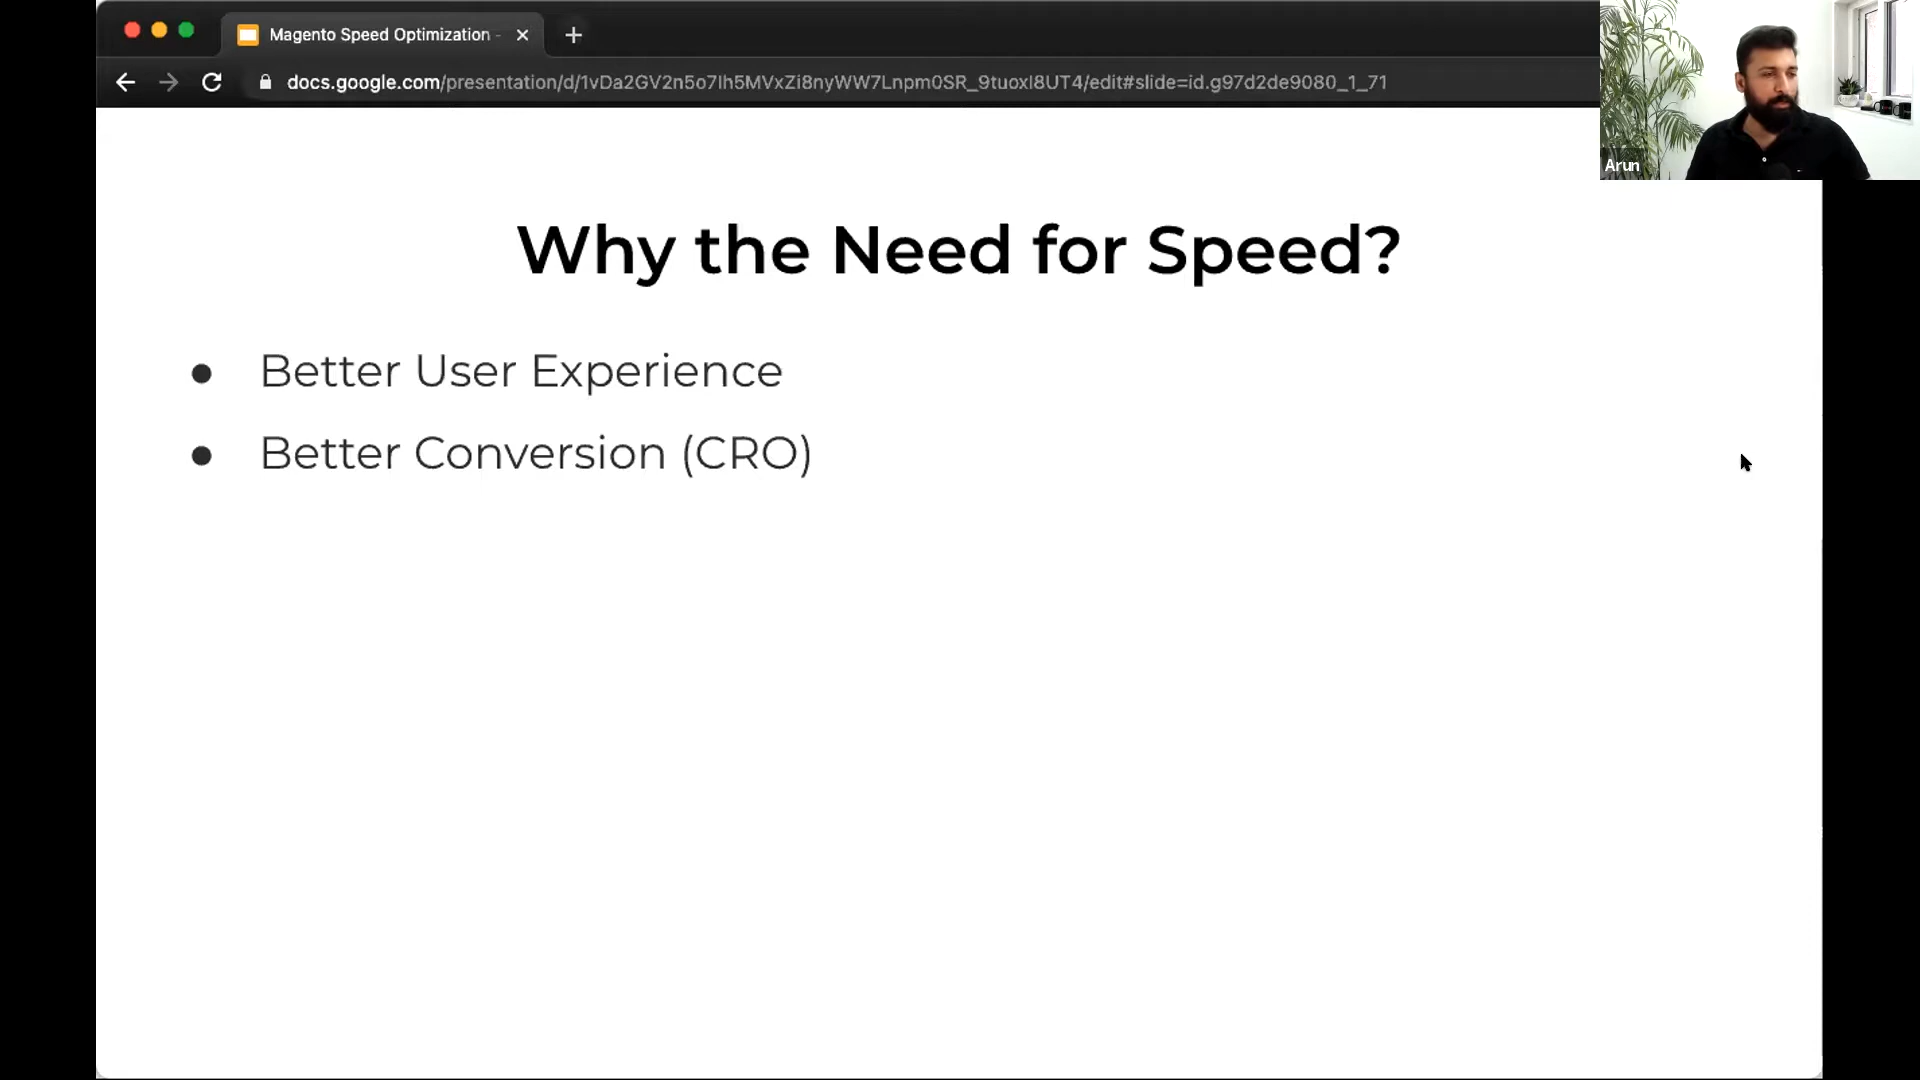 Magento Speed Optimization -
docs.google.com/presentation/d/1vDa2GV2n5o7Ih5MVxZi8nyWW7Lnpm0SR_9tuoxI8UT4/edit#slide=id.g97d2de9080_1_71
Arun
Why the Need for Speed?
● Better User Experience
● Better Conversion (CRO)